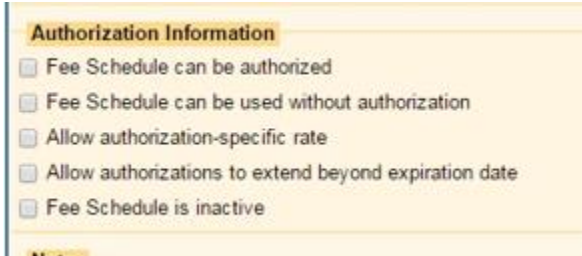 Authorization Information
Fee Schedule can be authorized
Fee Schedule can be used without authorization
Allow authorization-specific rate
Allow authorizations to extend beyond expiration date
Fee Schedule is inactive